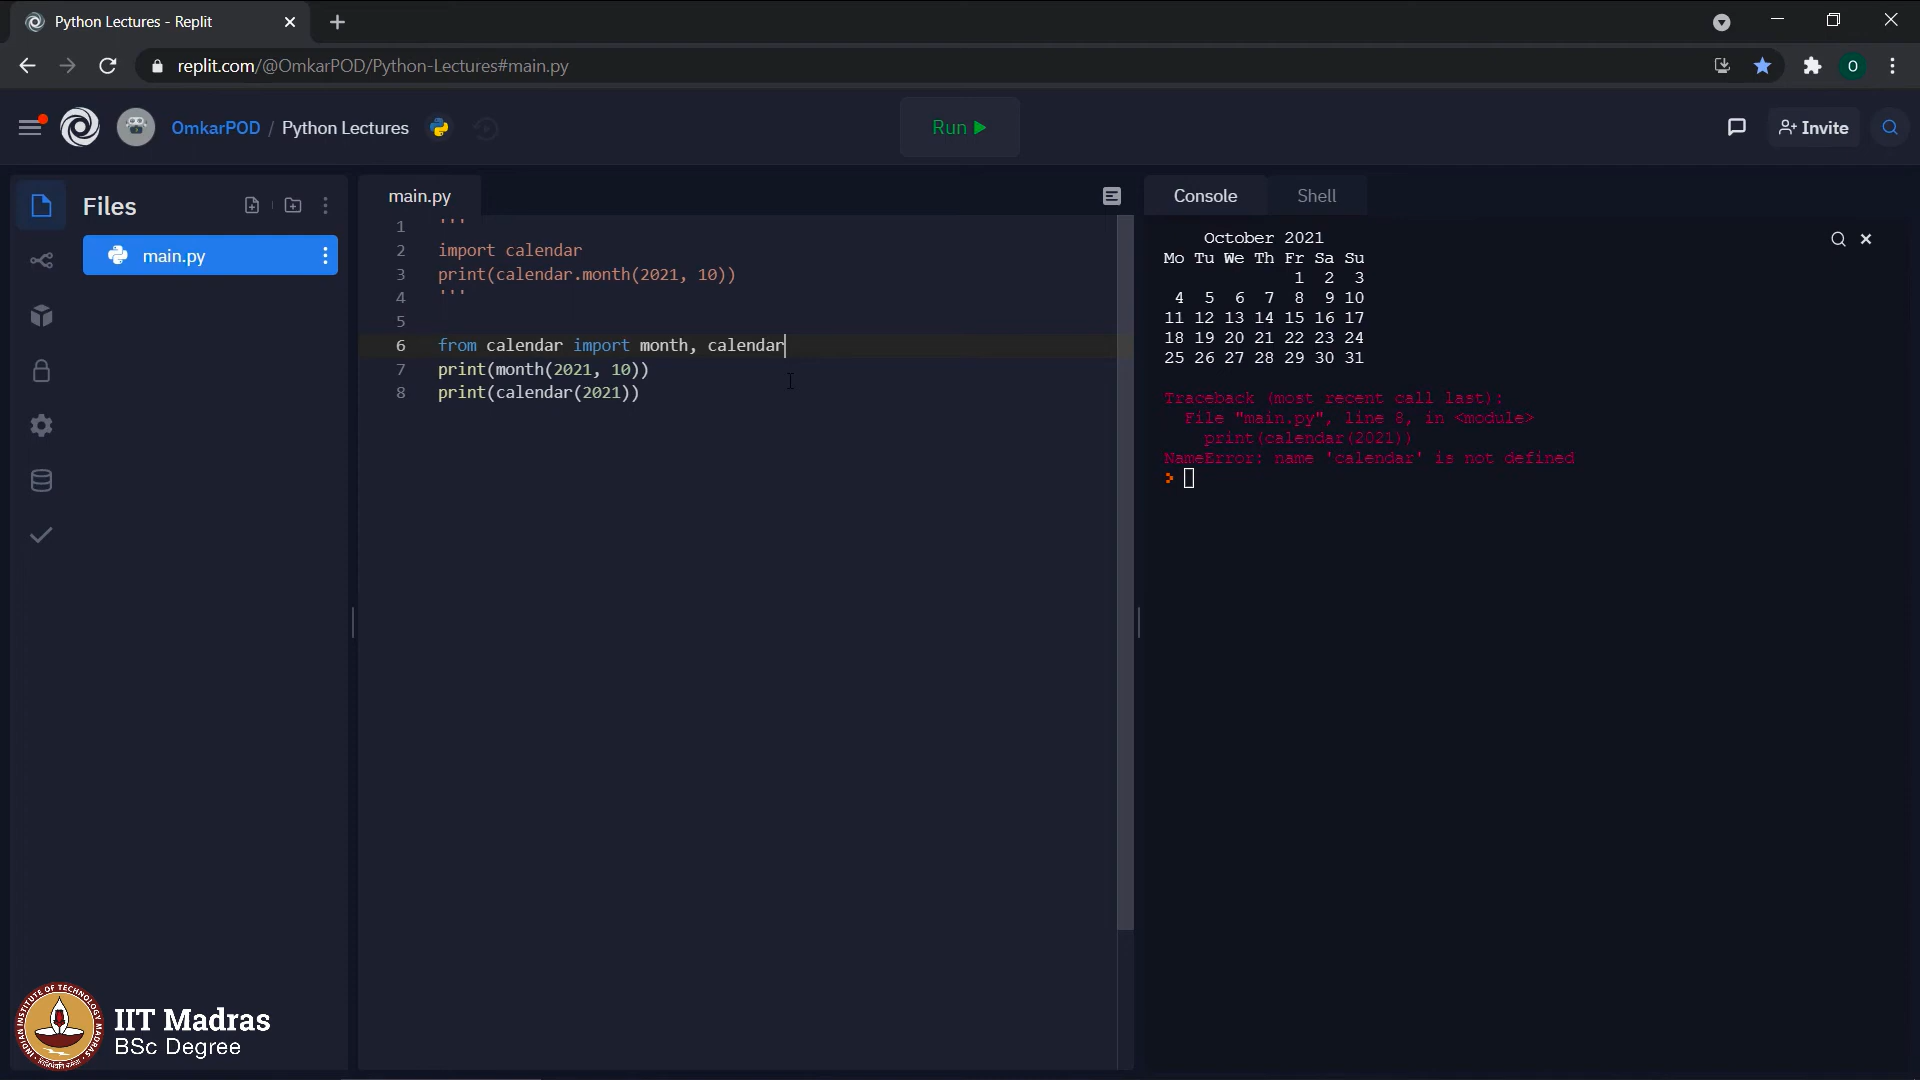 Python Lectures - Replit
replit.com/@OmkarPOD/Python-Lectures#main.py
O
OmkarPOD / Python Lectures
Run
Invite
Files
main.py
main.py
1 '''
2 import calendar
3 print(calendar.month(2021, 10))
4 '''
5
6 from calendar import month, calendar
7 print(month(2021, 10))
8 print(calendar(2021))
Console
Shell
October 2021
Mo Tu We Th Fr Sa Su
1 2 3
4 5 6 7 8 9 10
11 12 13 14 15 16 17
18 19 20 21 22 23 24
25 26 27 28 29 30 31
Traceback (most recent call last):
File "main.py", line 8, in <module>
print(calendar(2021))
NameError: name 'calendar' is not defined
IIT Madras
BSc Degree